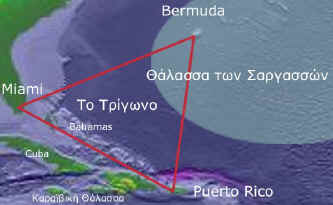 Bermuda
Θάλασσα των Σαργασσών
Miami
Το Τρίγωνο
Bahamas
Cuba
Puerto Rico
Καραϊβική Θάλασσα